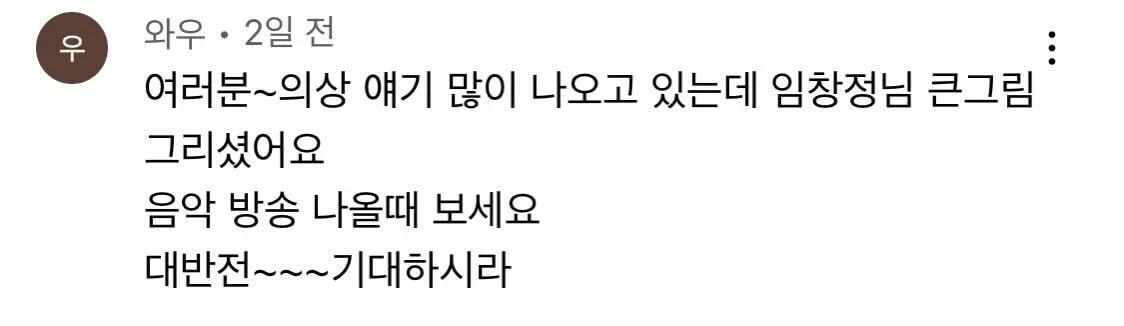 우
와우 • 2일 전
여러분~의상 얘기 많이 나오고 있는데 임창정님 큰그림
그리셨어요
음악 방송 나올때 보세요
대반전~~~기대하시라